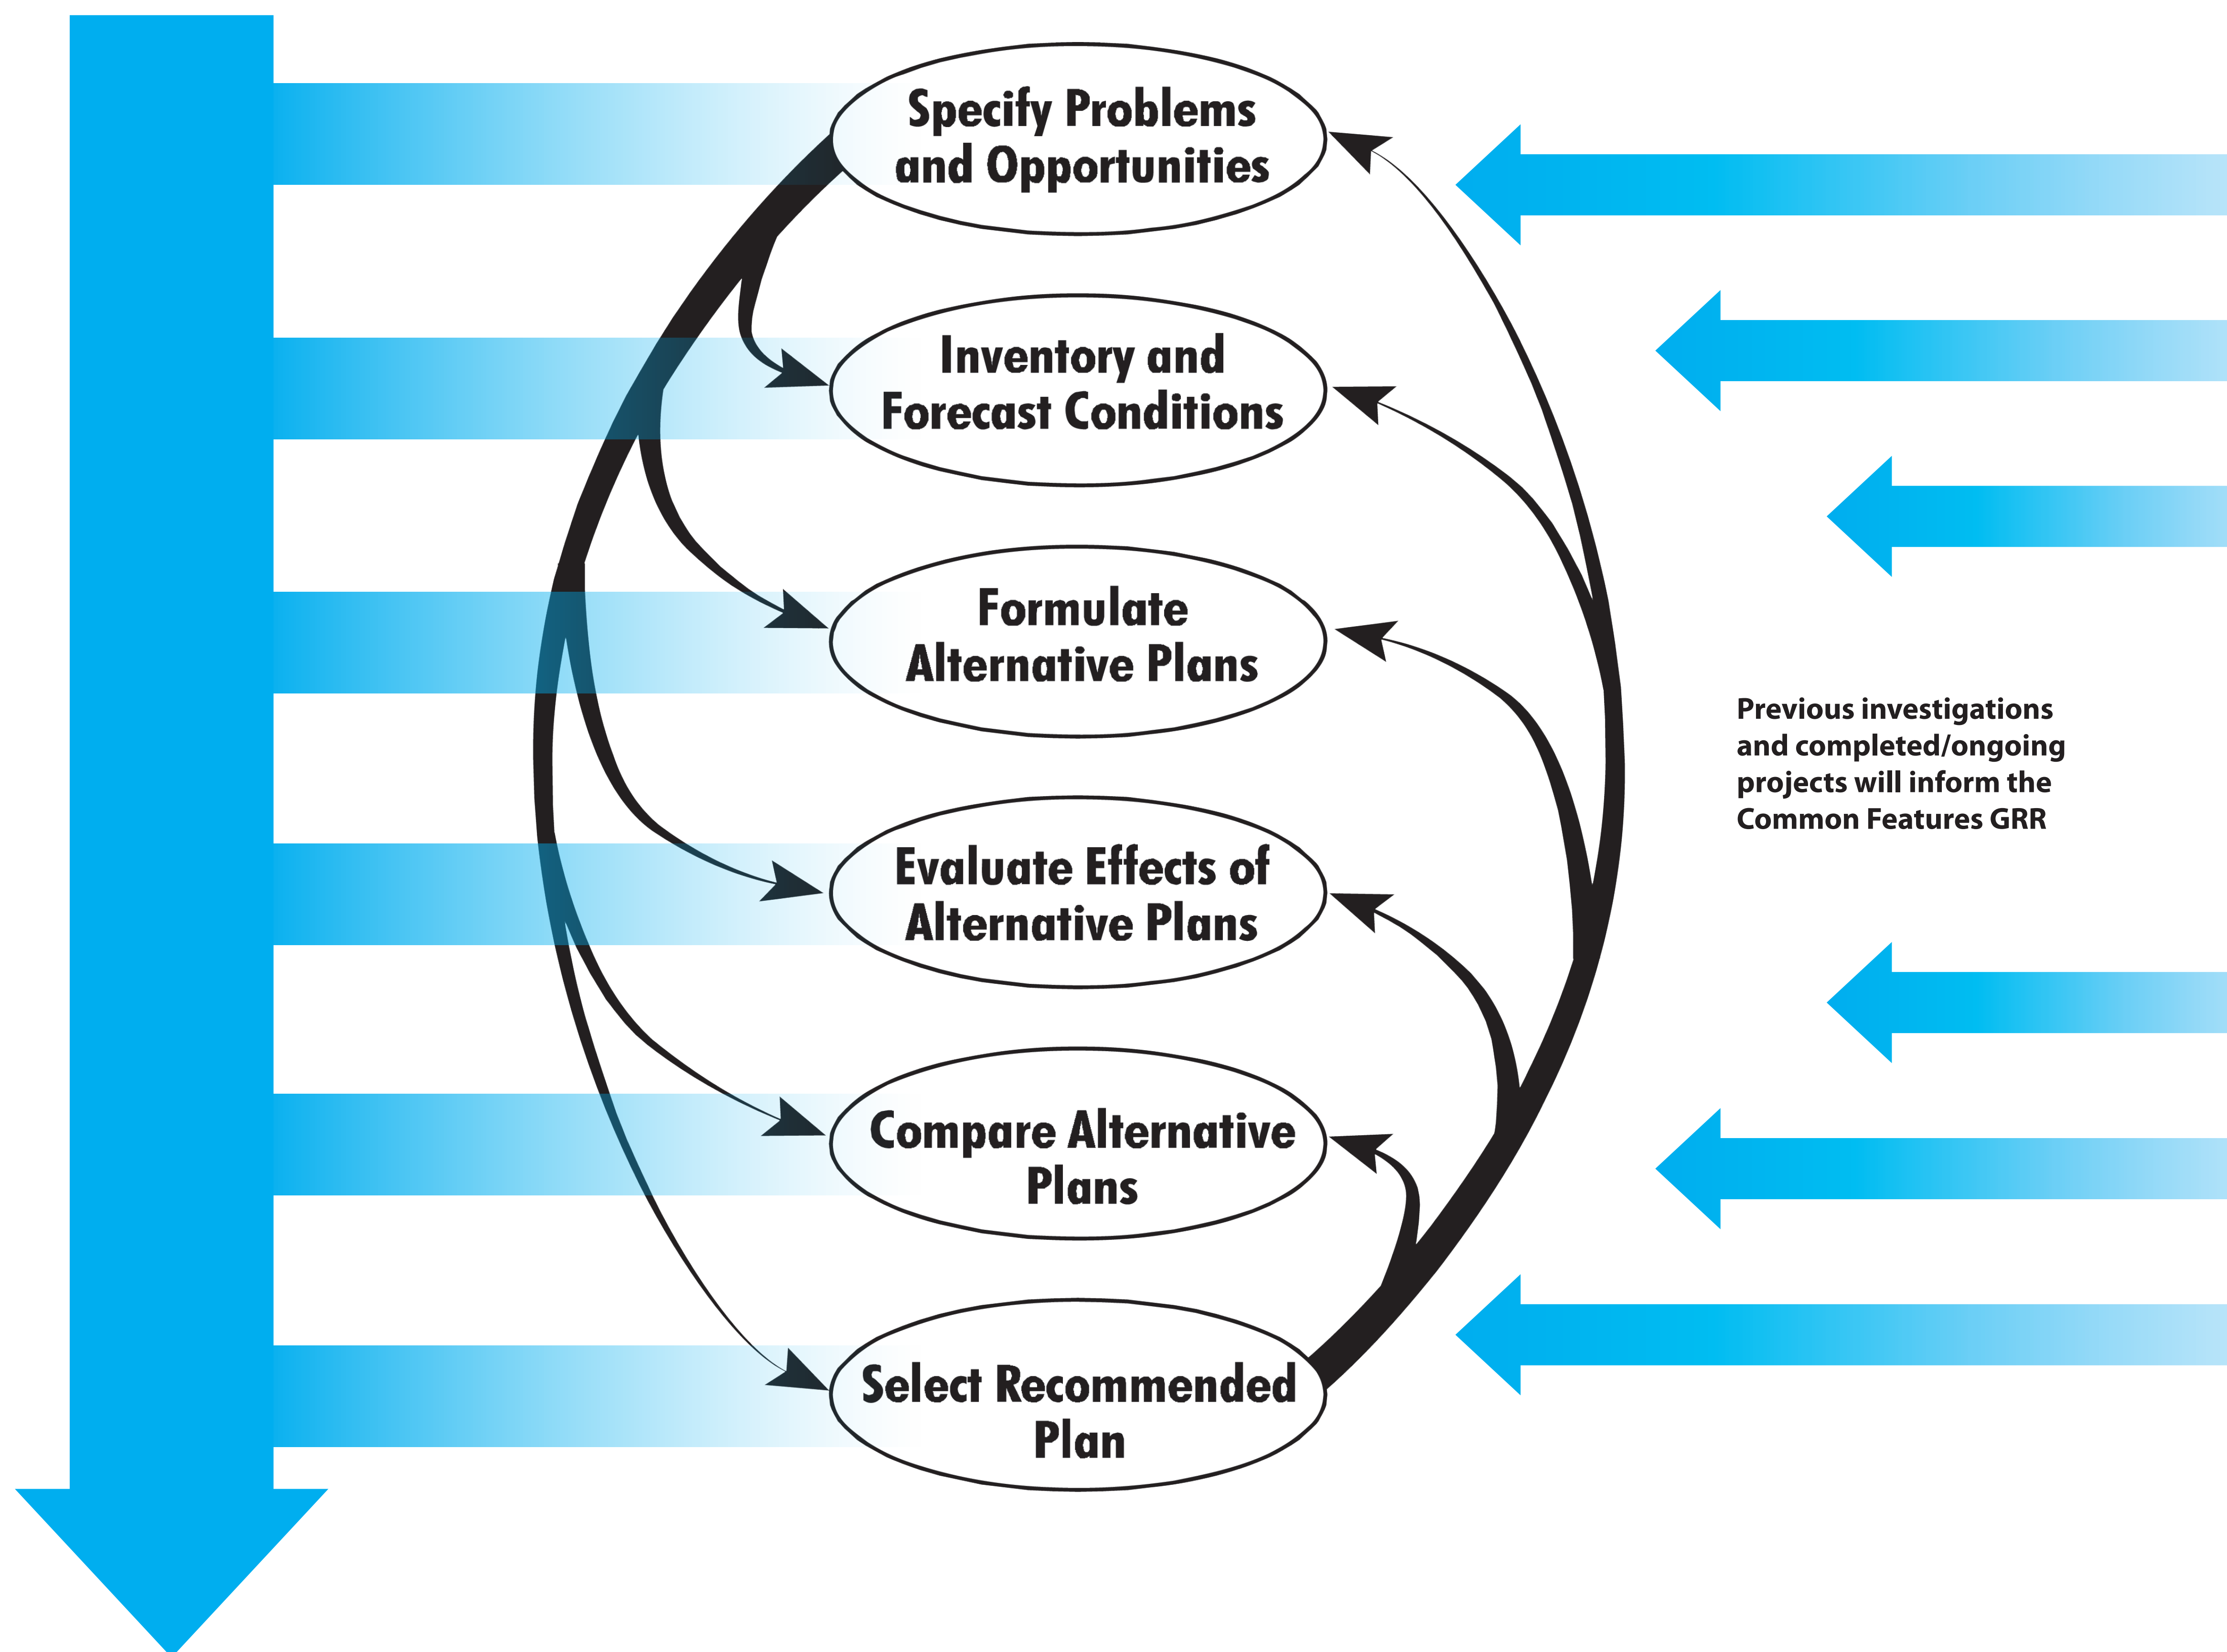 Specify Problems
and Opportunities
Inventory and
Forecast Conditions
Formulate
Alternative Plans
Previous investigations
and completed/ongoing
projects will inform the
Common Features GRR
Evaluate Effects of
Alternative Plans
Compare Alternative
Plans
Select Recommended
Plan